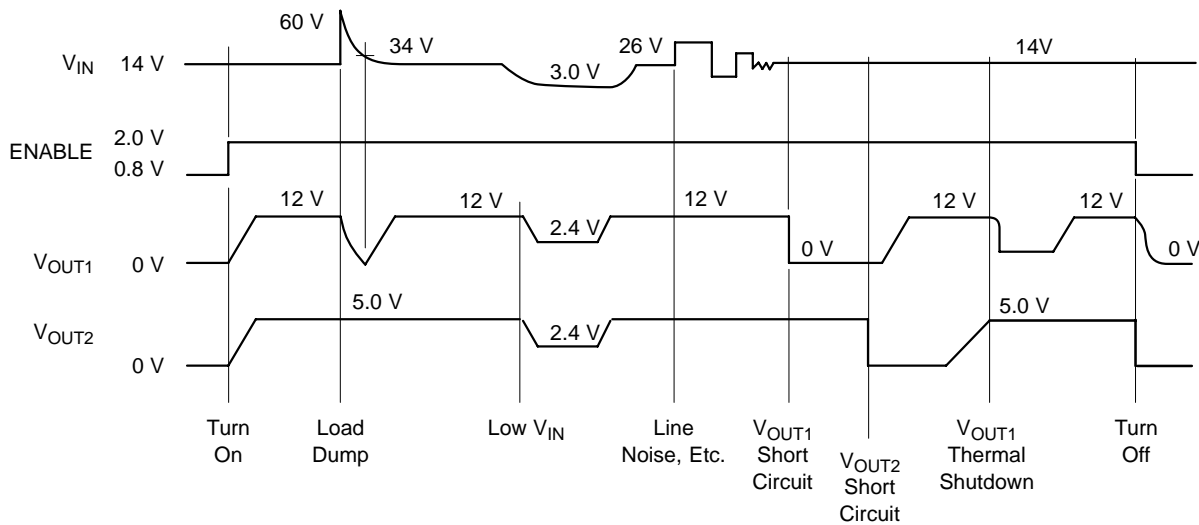 60 V
34 V
26 V
14V
V_IN 14 V
3.0 V
2.0 V
ENABLE
0.8 V
12 V
12 V
12 V
12 V
12 V
2.4 V
0 V
0 V
V_OUT1 0 V
5.0 V
5.0 V
V_OUT2
2.4 V
0 V
Turn
On
Load
Dump
Low V_IN
Line
Noise, Etc.
V_OUT1
Short
Circuit
V_OUT2
Short
Circuit
V_OUT1
Thermal
Shutdown
Turn
Off